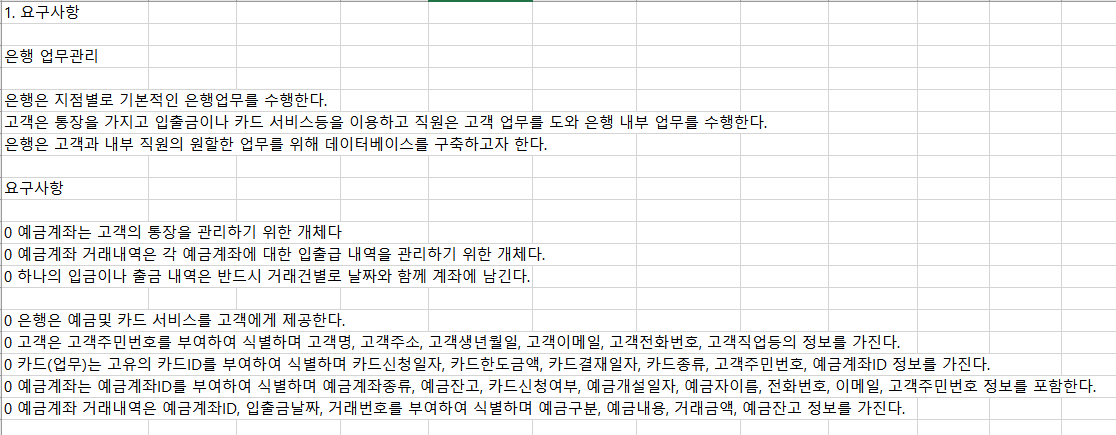 1. 요구사항
은행 업무관리
은행은 지점별로 기본적인 은행업무를 수행한다.
고객은 통장을 가지고 입출금이나 카드 서비스등을 이용하고 직원은 고객 업무를 도와 은행 내부 업무를 수행한다.
은행은 고객과 내부 직원의 원할한 업무를 위해 데이터베이스를 구축하고자 한다.
요구사항
0 예금계좌는 고객의 통장을 관리하기 위한 개체다
0 예금계좌 거래내역은 각 예금계좌에 대한 입출급 내역을 관리하기 위한 개체다.
0 하나의 입금이나 출금 내역은 반드시 거래건별로 날짜와 함께 계좌에 남긴다.
0 은행은 예금및 카드 서비스를 고객에게 제공한다.
0 고객은 고객주민번호를 부여하여 식별하며 고객명, 고객주소, 고객생년월일, 고객이메일, 고객전화번호, 고객직업등의 정보를 가진다.
0 카드(업무)는 고유의 카드ID를 부여하여 식별하며 카드신청일자, 카드한도금액, 카드결재일자, 카드종류, 고객주민번호, 예금계좌ID 정보를 가진다.
0 예금계좌는 예금계좌ID를 부여하여 식별하며 예금계좌종류, 예금잔고, 카드신청여부, 예금개설일자, 예금자이름, 전화번호, 이메일, 고객주민번호 정보를 포함한다.
0 예금계좌 거래내역은 예금계좌ID, 입출금날짜, 거래번호를 부여하여 식별하며 예금구분, 예금내용, 거래금액, 예금잔고 정보를 가진다.